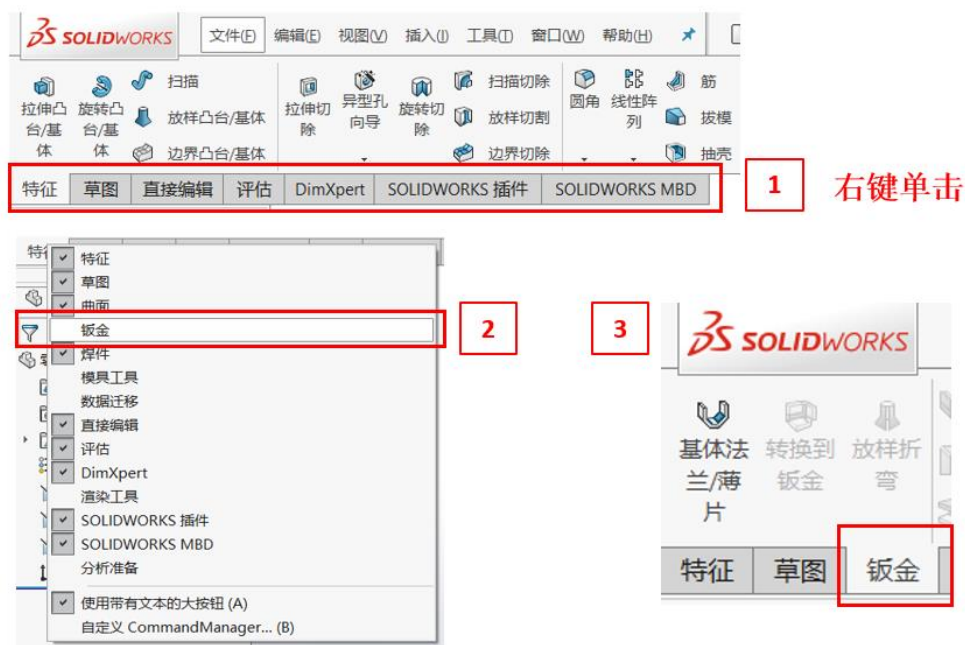 SOLIDWORKS
文件(F) 编辑(E) 视图(V) 插入(I) 工具(T) 窗口(W) 帮助(H)
拉伸凸台/基体
旋转凸台/基体
扫描
放样凸台/基体
边界凸台/基体
拉伸切除
异型孔向导
旋转切除
扫描切除
放样切割
边界切除
圆角
线性阵列
筋
拔模
抽壳
特征 草图 直接编辑 评估 DimXpert SOLIDWORKS 插件 SOLIDWORKS MBD
1 右键单击
特征
草图
曲面
钣金
焊件
模具工具
数据迁移
直接编辑
评估
DimXpert
渲染工具
SOLIDWORKS 插件
SOLIDWORKS MBD
分析准备
使用带有文本的大按钮 (A)
自定义 CommandManager... (B)
2
3
SOLIDWORKS
基体法兰/薄片
转换到钣金
放样折弯
特征 草图 钣金